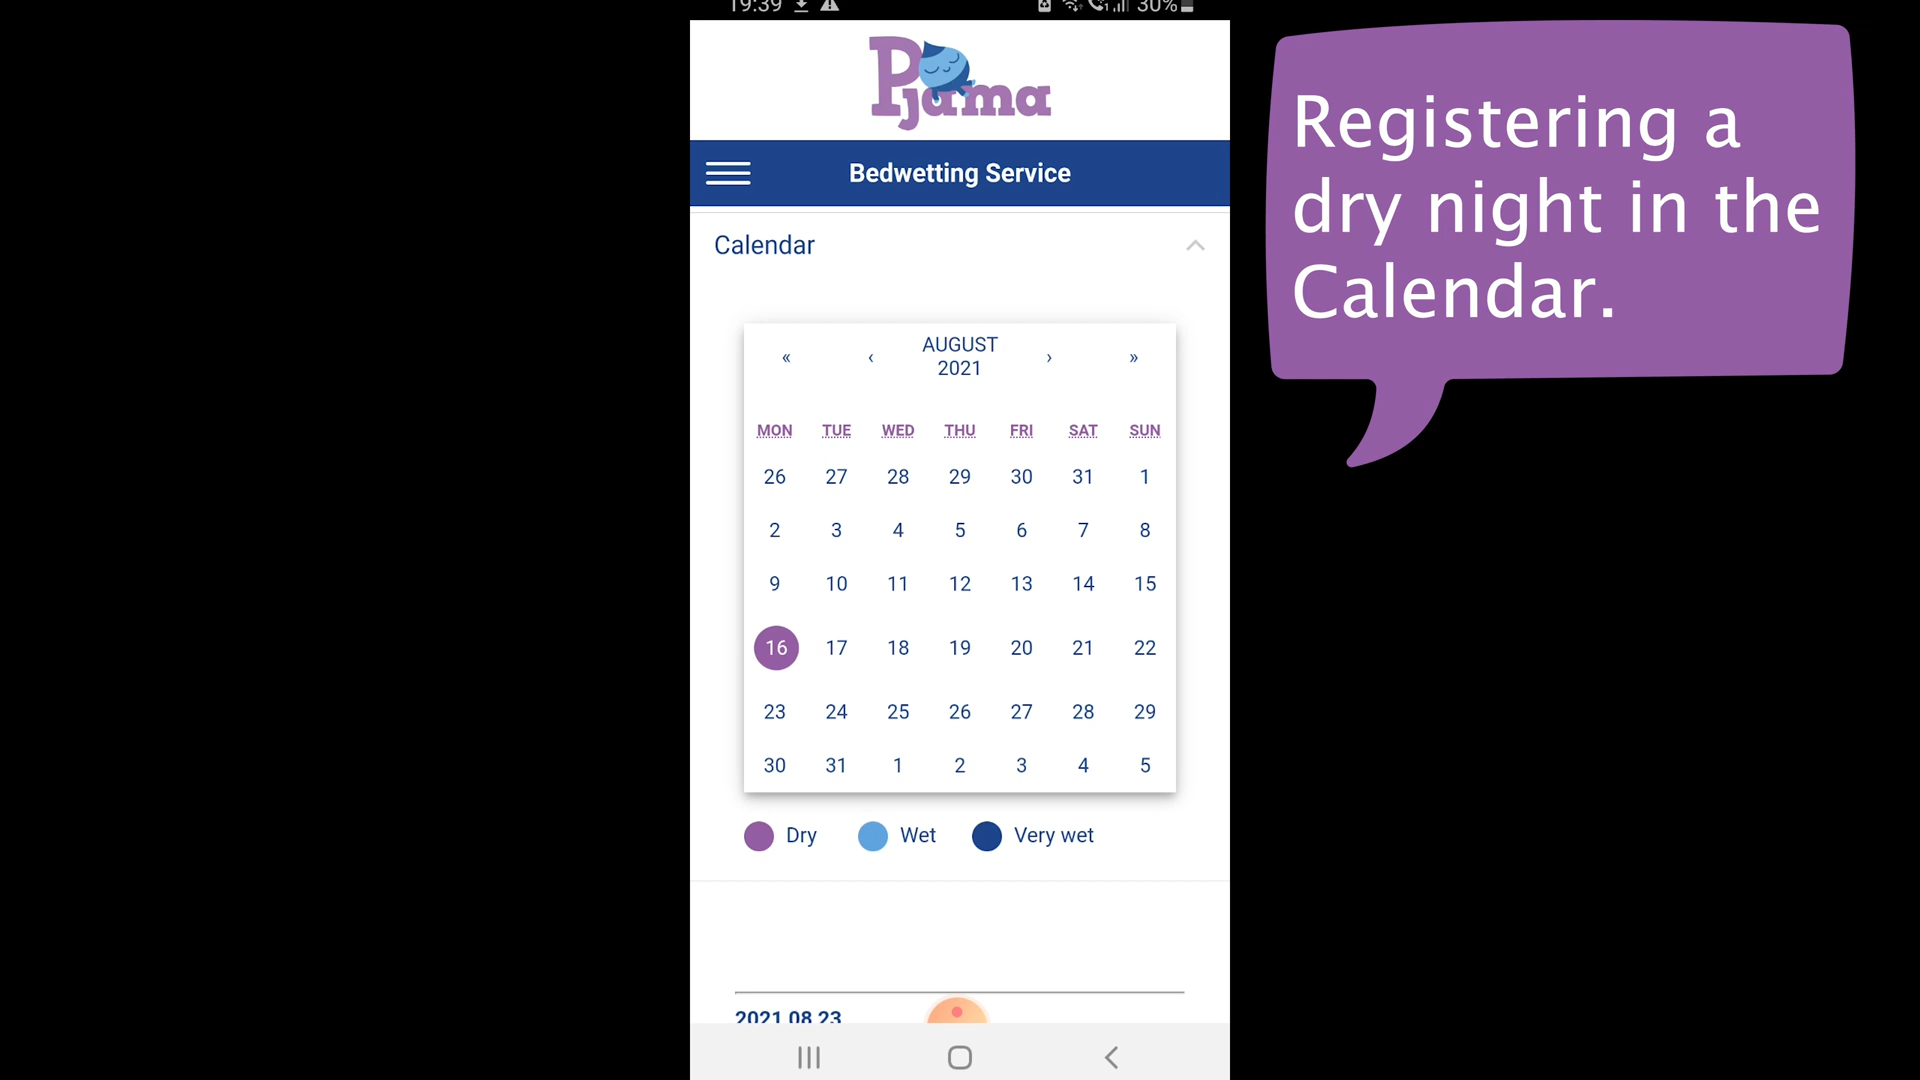 19:39 30%
Pjama
Bedwetting Service
Calendar
« ‹ AUGUST › »
2021
MON TUE WED THU FRI SAT SUN
26 27 28 29 30 31 1
2 3 4 5 6 7 8
9 10 11 12 13 14 15
16 17 18 19 20 21 22
23 24 25 26 27 28 29
30 31 1 2 3 4 5
Dry Wet Very wet
2021.08.23
Registering a
dry night in the
Calendar.